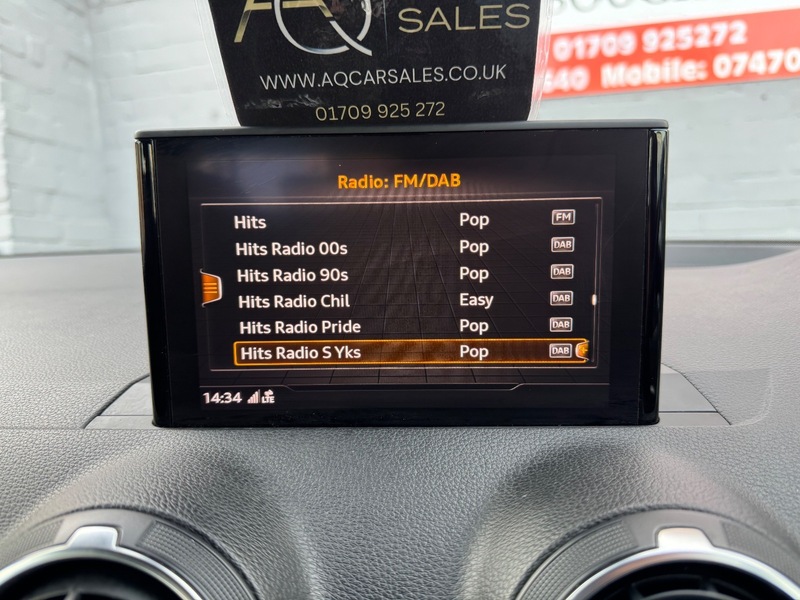 AQ SALES
WWW.AQCARSALES.CO.UK
01709 925 272
01709 925272
Mobile: 07470
Radio: FM/DAB
Hits Pop FM
Hits Radio 00s Pop DAB
Hits Radio 90s Pop DAB
Hits Radio Chil Easy DAB
Hits Radio Pride Pop DAB
Hits Radio S Yks Pop DAB
14:34 LTE